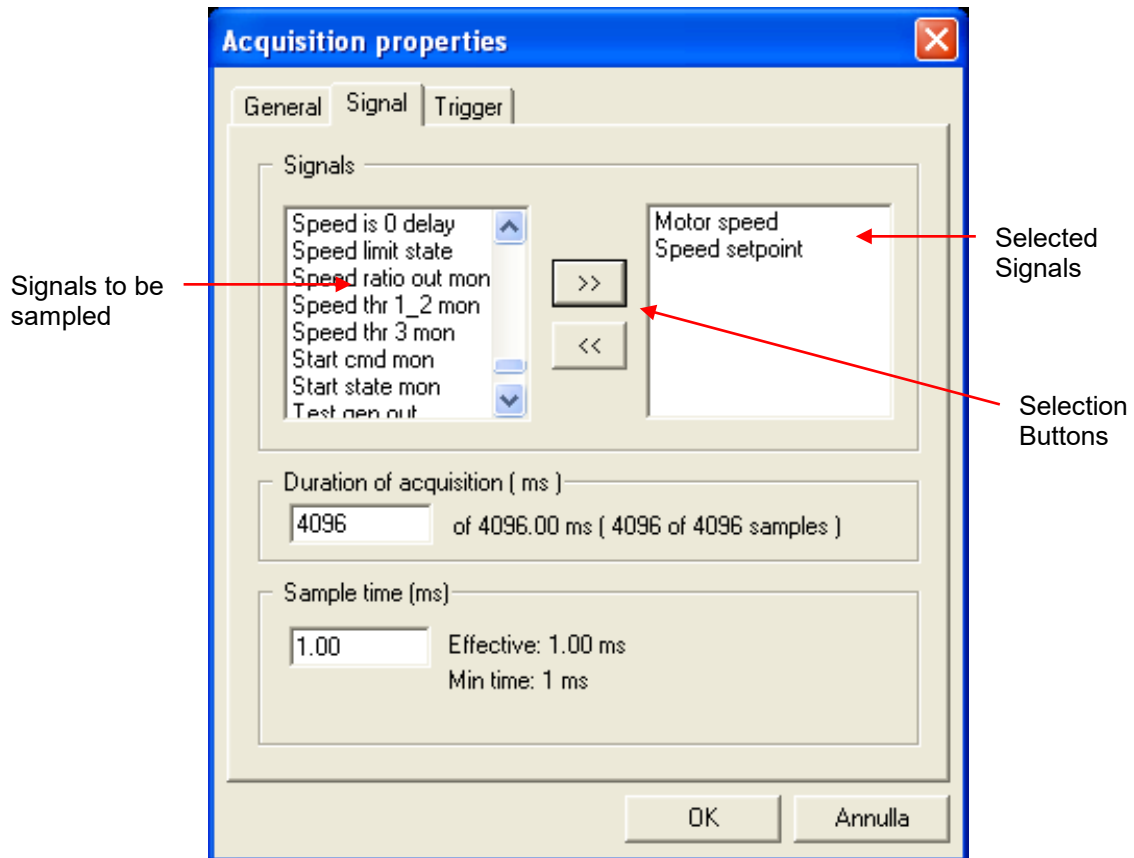 Acquisition properties
General Signal Trigger
Signals
Speed is 0 delay
Speed limit state
Speed ratio out mon
Speed thr 1_2 mon
Speed thr 3 mon
Start cmd mon
Start state mon
Test gen out
>>
<<
Motor speed
Speed setpoint
Signals to be
sampled
Selected
Signals
Selection
Buttons
Duration of acquisition ( ms )
4096 of 4096.00 ms ( 4096 of 4096 samples )
Sample time (ms)
1.00 Effective: 1.00 ms
Min time: 1 ms
OK Annulla